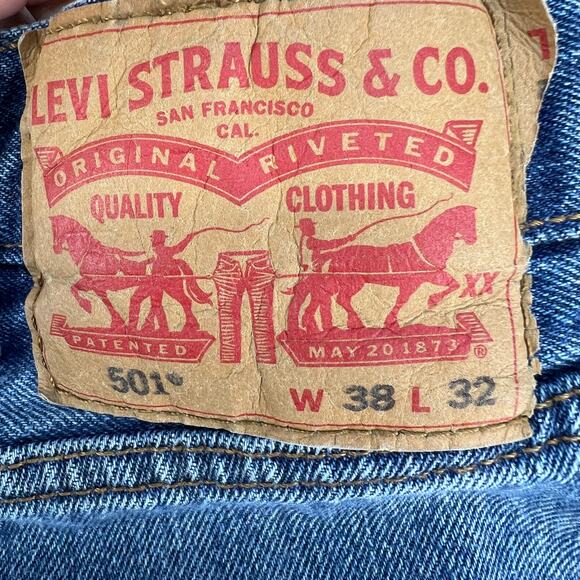 LEVI STRAUSS & CO.
SAN FRANCISCO
CAL.
ORIGINAL RIVETED
QUALITY CLOTHING
XX
PATENTED MAY 20 1873 ®
501® W 38 L 32